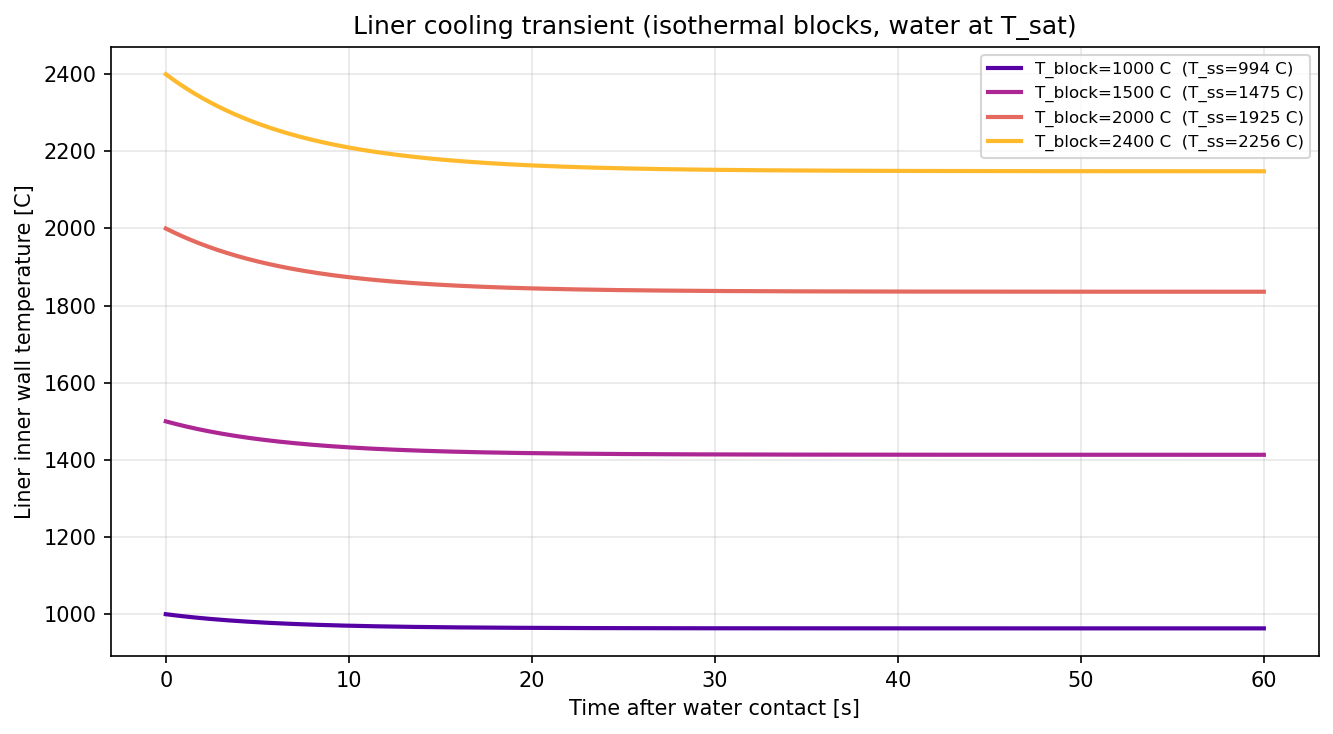 Liner cooling transient (isothermal blocks, water at T_sat)
T_block=1000 C (T_ss=994 C)
T_block=1500 C (T_ss=1475 C)
T_block=2000 C (T_ss=1925 C)
T_block=2400 C (T_ss=2256 C)
Liner inner wall temperature [C]
2400
2200
2000
1800
1600
1400
1200
1000
0 10 20 30 40 50 60
Time after water contact [s]